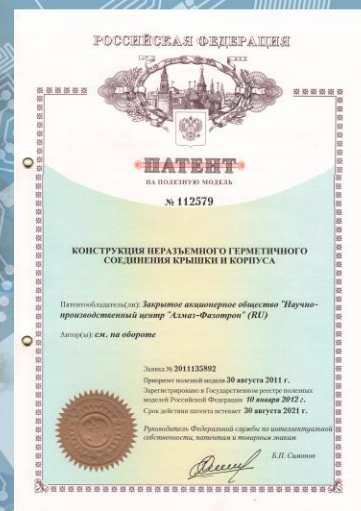 РОССИЙСКАЯ ФЕДЕРАЦИЯ
ПАТЕНТ
НА ПОЛЕЗНУЮ МОДЕЛЬ
№ 112579
КОНСТРУКЦИЯ НЕРАЗЪЕМНОГО ГЕРМЕТИЧНОГО
СОЕДИНЕНИЯ КРЫШКИ И КОРПУСА
Патентообладатель(ли): Закрытое акционерное общество "Научно-
производственный центр "Алмаз-Фазотрон" (RU)
Автор(ы): см. на обороте
Заявка № 2011135892
Приоритет полезной модели 30 августа 2011 г.
Зарегистрировано в Государственном реестре полезных
моделей Российской Федерации 10 января 2012 г.
Срок действия патента истекает 30 августа 2021 г.
Руководитель Федеральной службы по интеллектуальной
собственности, патентам и товарным знакам
Б.П. Симонов